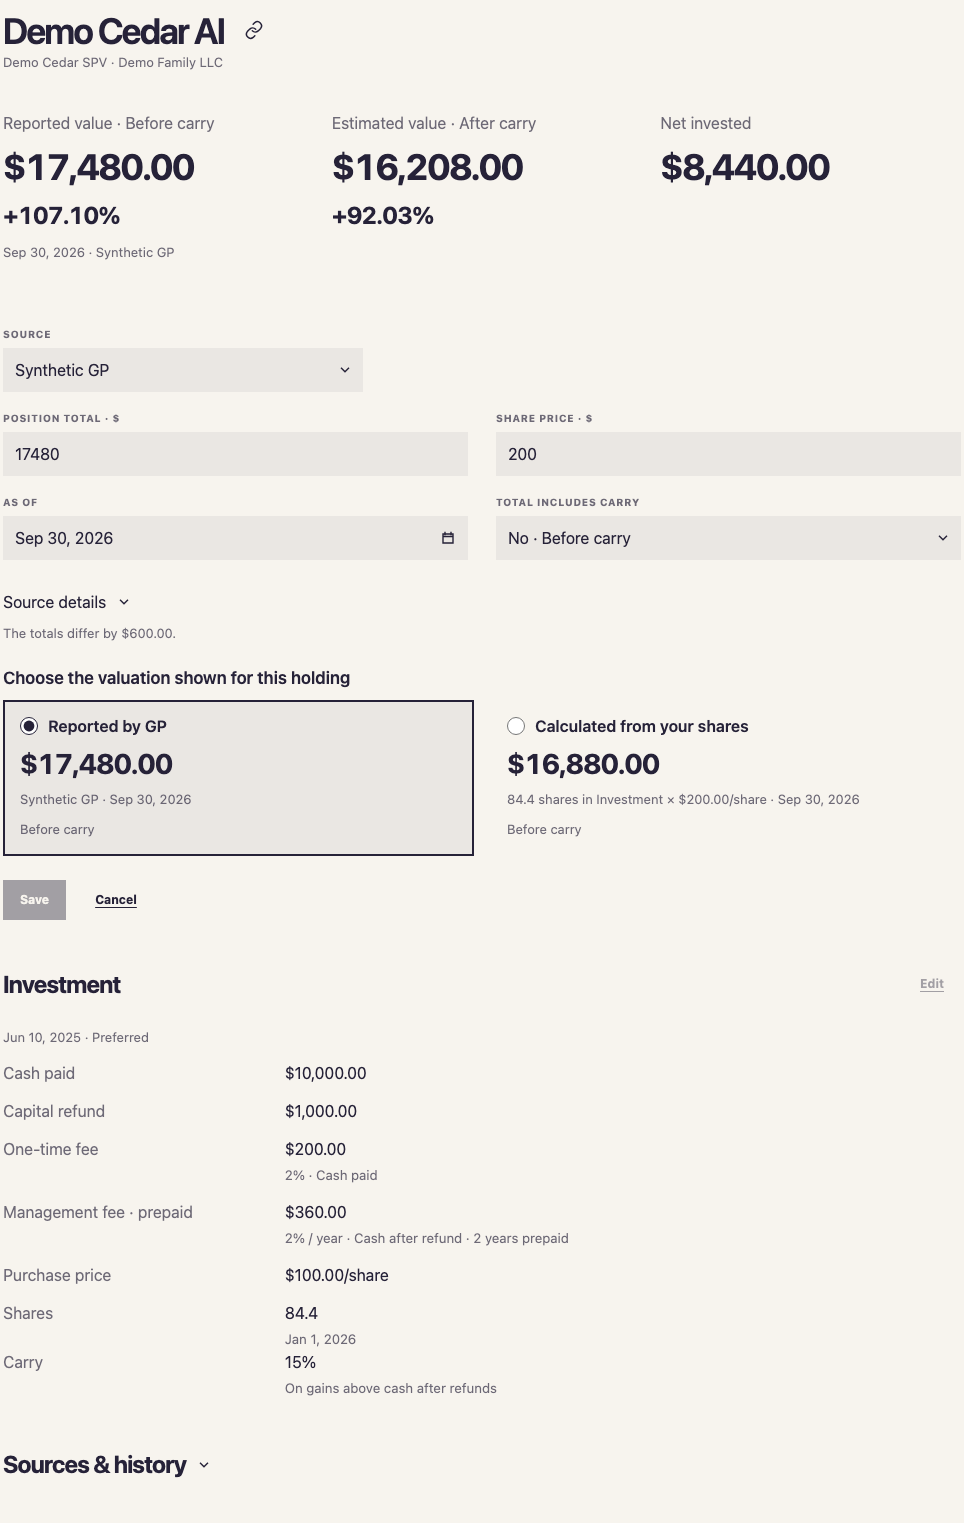 Demo Cedar AI
Demo Cedar SPV · Demo Family LLC
Reported value · Before carry
$17,480.00
+107.10%
Sep 30, 2026 · Synthetic GP
Estimated value · After carry
$16,208.00
+92.03%
Net invested
$8,440.00
SOURCE
Synthetic GP
POSITION TOTAL · $
17480
SHARE PRICE · $
200
AS OF
Sep 30, 2026
TOTAL INCLUDES CARRY
No · Before carry
Source details
The totals differ by $600.00.
Choose the valuation shown for this holding
Reported by GP
$17,480.00
Synthetic GP · Sep 30, 2026
Before carry
Calculated from your shares
$16,880.00
84.4 shares in Investment × $200.00/share · Sep 30, 2026
Before carry
Save
Cancel
Investment
Edit
Jun 10, 2025 · Preferred
Cash paid
$10,000.00
Capital refund
$1,000.00
One-time fee
$200.00
2% · Cash paid
Management fee · prepaid
$360.00
2% / year · Cash after refund · 2 years prepaid
Purchase price
$100.00/share
Shares
84.4
Jan 1, 2026
Carry
15%
On gains above cash after refunds
Sources & history